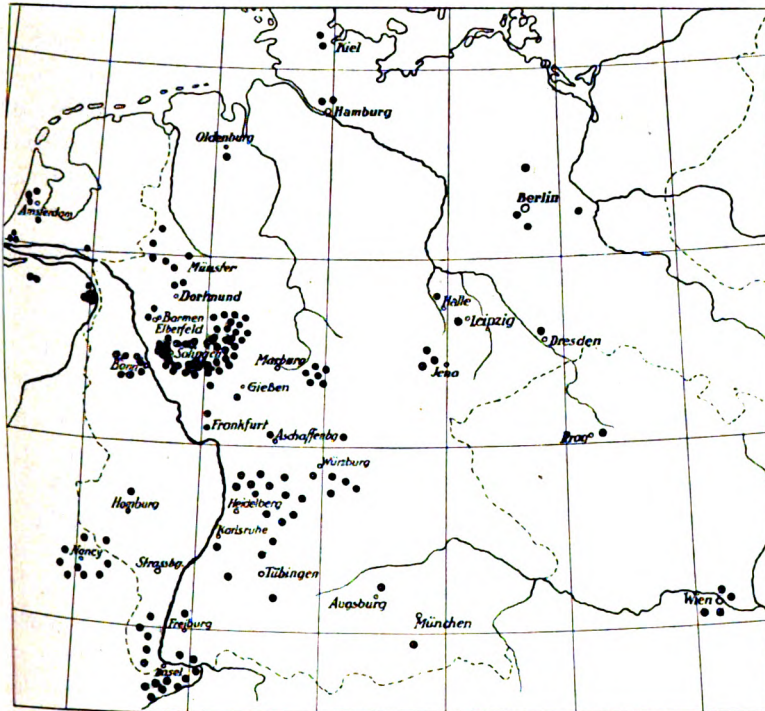 Kiel
Hamburg
Oldenburg
Amsterdam
Berlin
Münster
Dortmund
Halle
Barmen
Leipzig
Elberfeld
Solingen
Dresden
Bonn
Marburg
Jena
Gießen
Frankfurt
Aschaffenbg
Prag
Würzburg
Homburg
Heidelberg
Karlsruhe
Nancy
Strassbg.
Tübingen
Augsburg
Wien
Freiburg
München
Basel